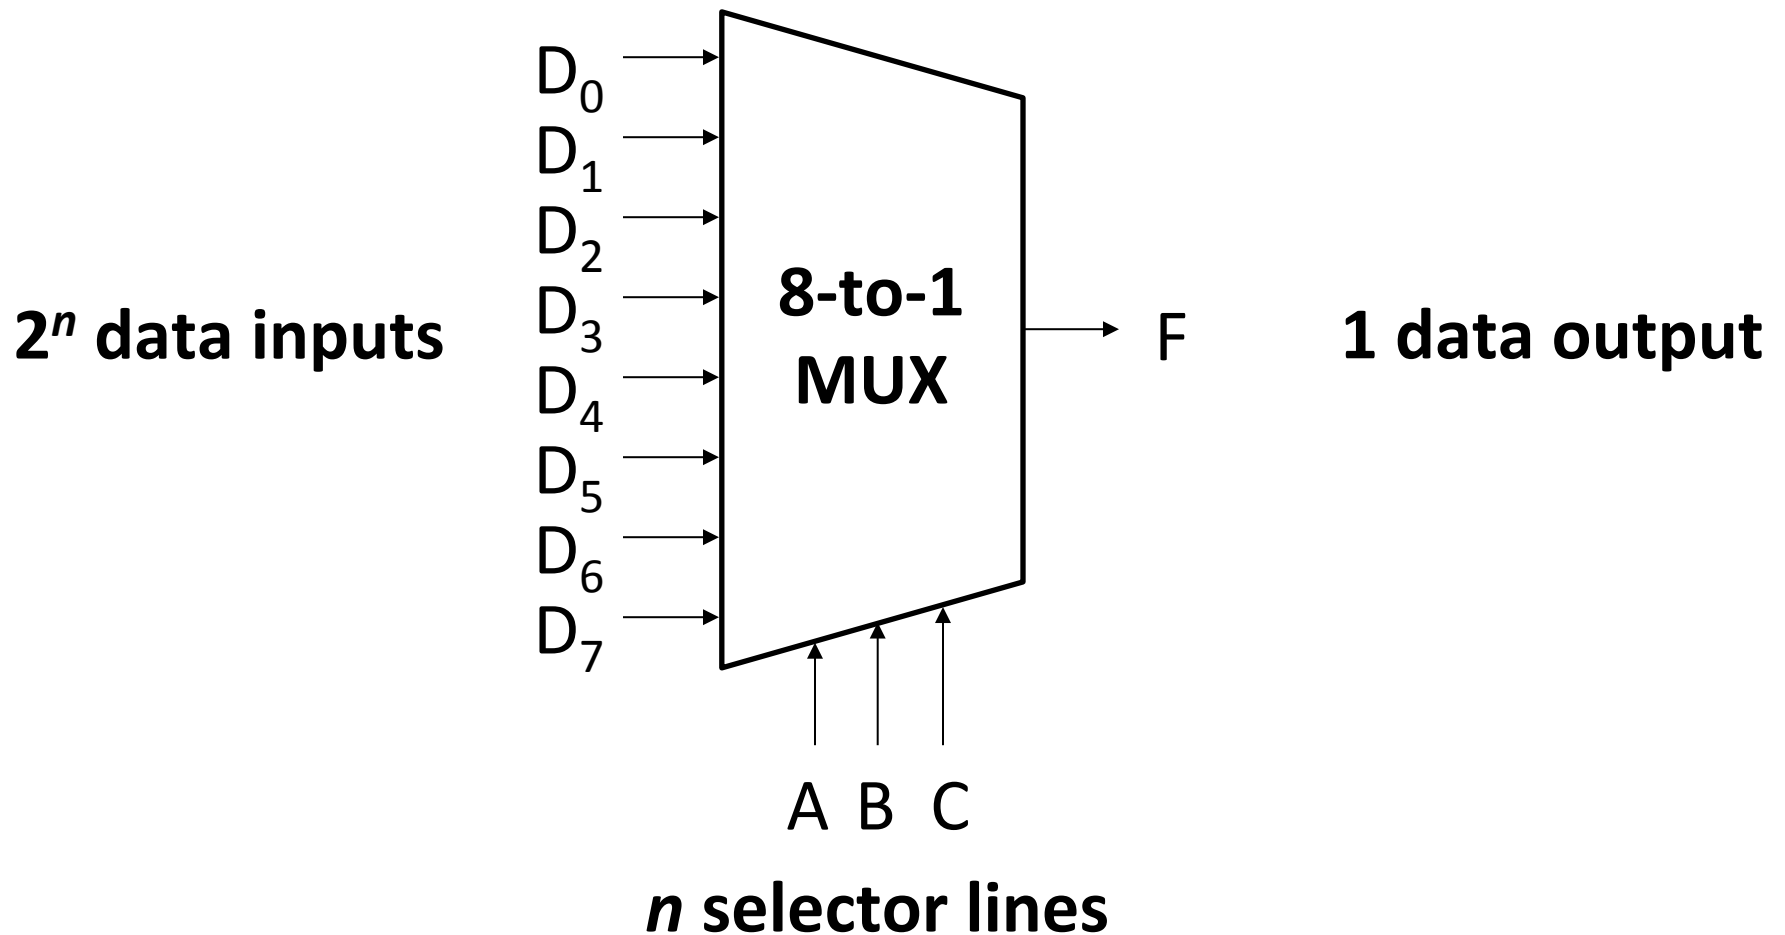 D₀
D₁
D₂
D₃
D₄
D₅
D₆
D₇
2ⁿ data inputs
8-to-1
MUX
F
1 data output
A B C
n selector lines